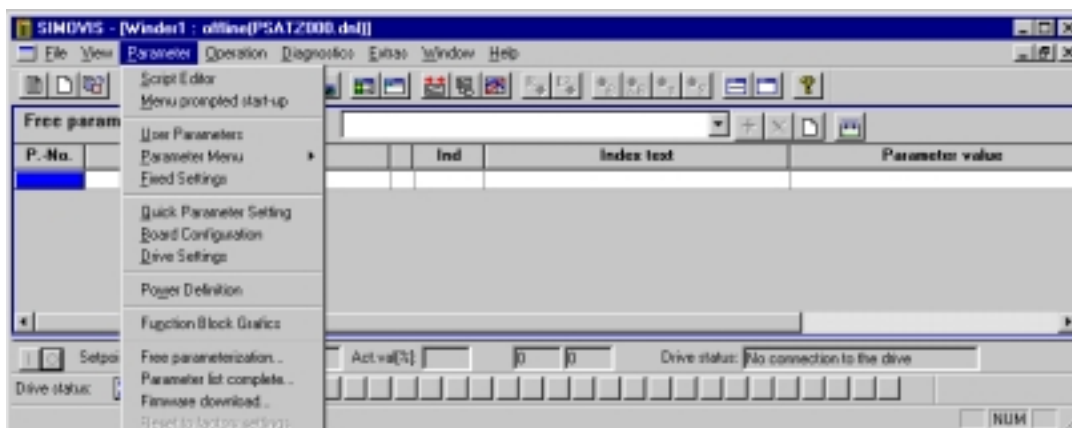 SIMOVIS - [Winder1 : offline(PSATZ000.dnl)]
File View Parameter Operation Diagnostics Extras Window Help
Script Editor
Menu prompted start-up
Free param
User Parameters
P.-No. Ind Index text Parameter value
Parameter Menu
Fixed Settings
Quick Parameter Setting
Board Configuration
Drive Settings
Power Definition
Function Block Grafics
Setpoi Act.val[%]: 0 0 Drive status: No connection to the drive
Free parameterization...
Drive status:
Parameter list complete...
Firmware download...
Reset to factory settings
NUM